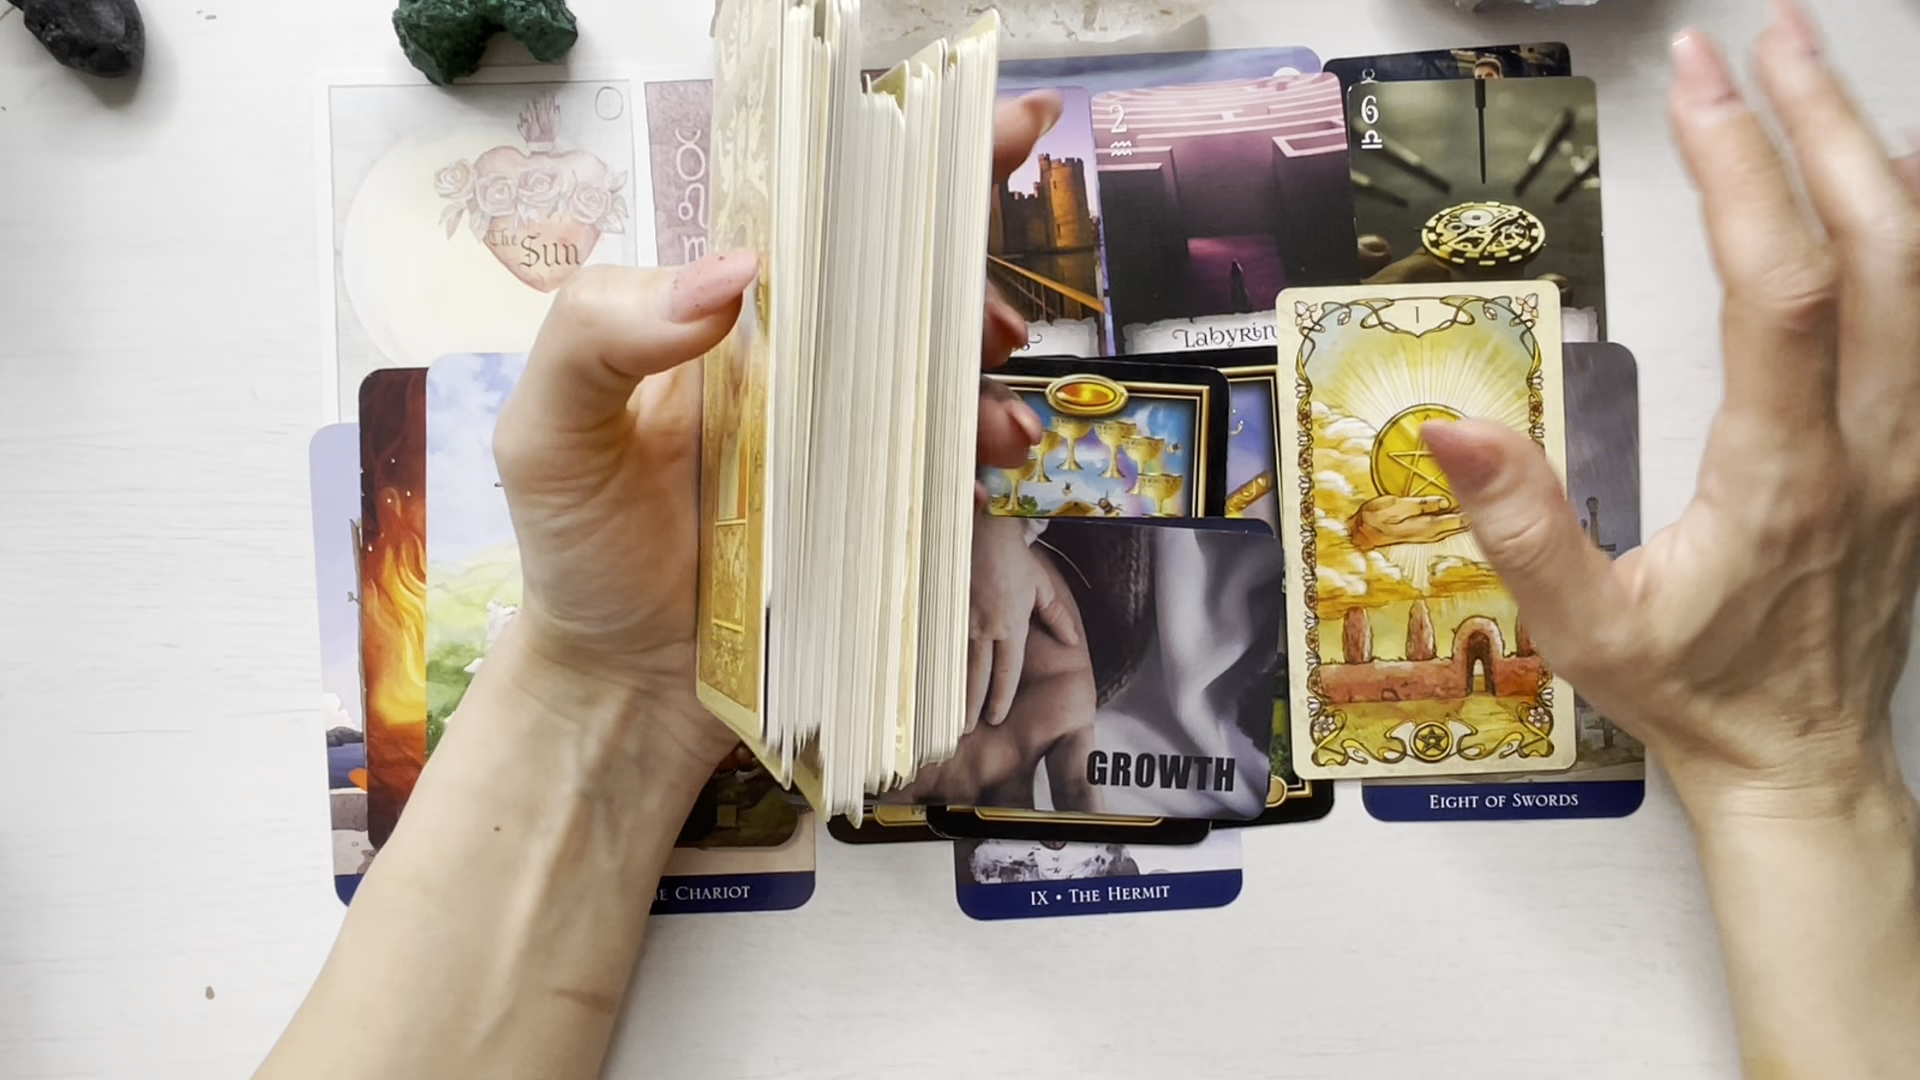 The
Sun
2
6
Labyrin
I
GROWTH
EIGHT OF SWORDS
E CHARIOT
IX • THE HERMIT